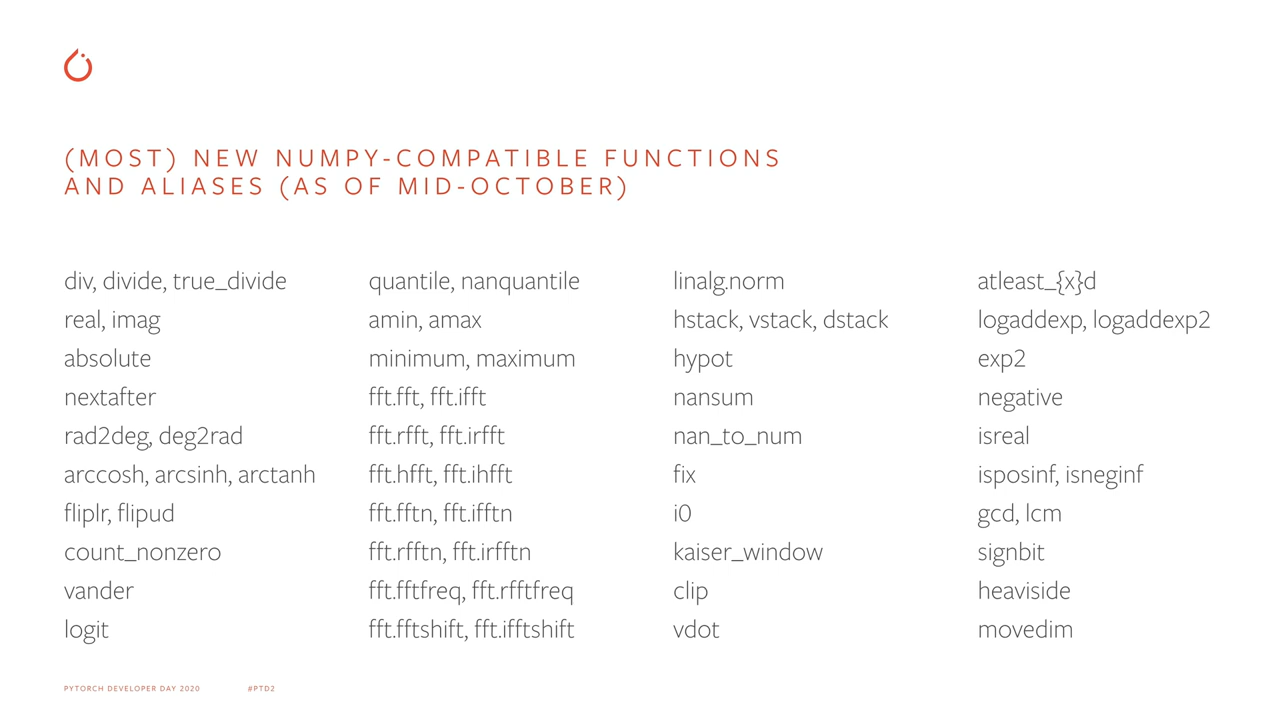 (MOST) NEW NUMPY-COMPATIBLE FUNCTIONS
AND ALIASES (AS OF MID-OCTOBER)
div, divide, true_divide
real, imag
absolute
nextafter
rad2deg, deg2rad
arccosh, arcsinh, arctanh
fliplr, flipud
count_nonzero
vander
logit
quantile, nanquantile
amin, amax
minimum, maximum
fft.fft, fft.ifft
fft.rfft, fft.irfft
fft.hfft, fft.ihfft
fft.fftn, fft.ifftn
fft.rfftn, fft.irfftn
fft.fftfreq, fft.rfftfreq
fft.fftshift, fft.ifftshift
linalg.norm
hstack, vstack, dstack
hypot
nansum
nan_to_num
fix
i0
kaiser_window
clip
vdot
atleast_{x}d
logaddexp, logaddexp2
exp2
negative
isreal
isposinf, isneginf
gcd, lcm
signbit
heaviside
movedim
PYTORCH DEVELOPER DAY 2020
#PTD2